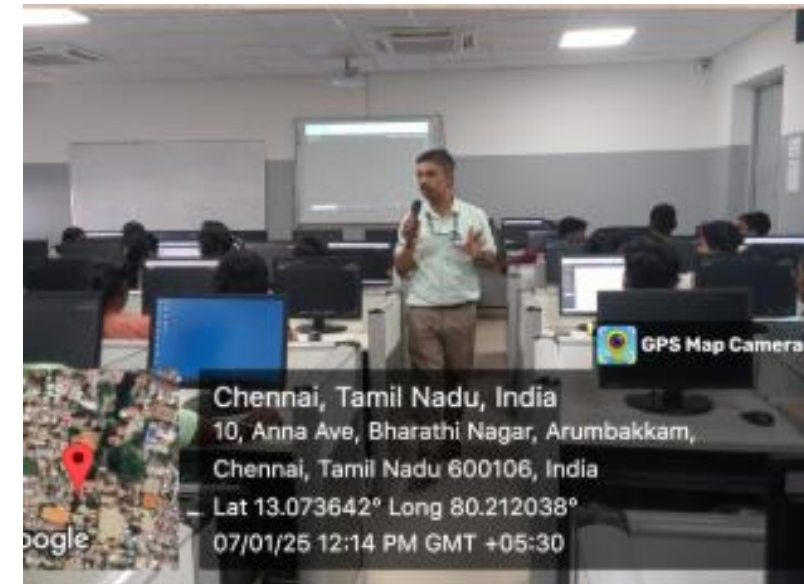 GPS Map Camera
Chennai, Tamil Nadu, India
10, Anna Ave, Bharathi Nagar, Arumbakkam,
Chennai, Tamil Nadu 600106, India
Lat 13.073642° Long 80.212038°
07/01/25 12:14 PM GMT +05:30
oogle